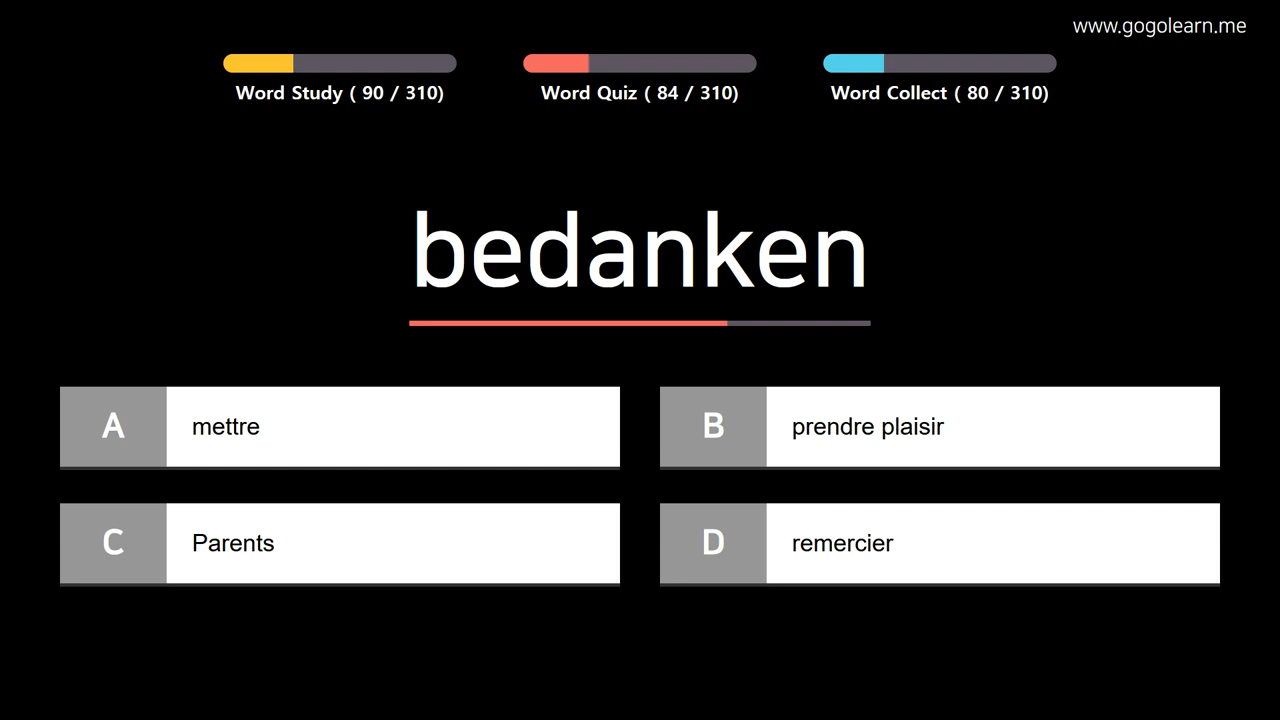 www.gogolearn.me
Word Study ( 90 / 310)
Word Quiz ( 84 / 310)
Word Collect ( 80 / 310)
bedanken
A mettre
B prendre plaisir
C Parents
D remercier